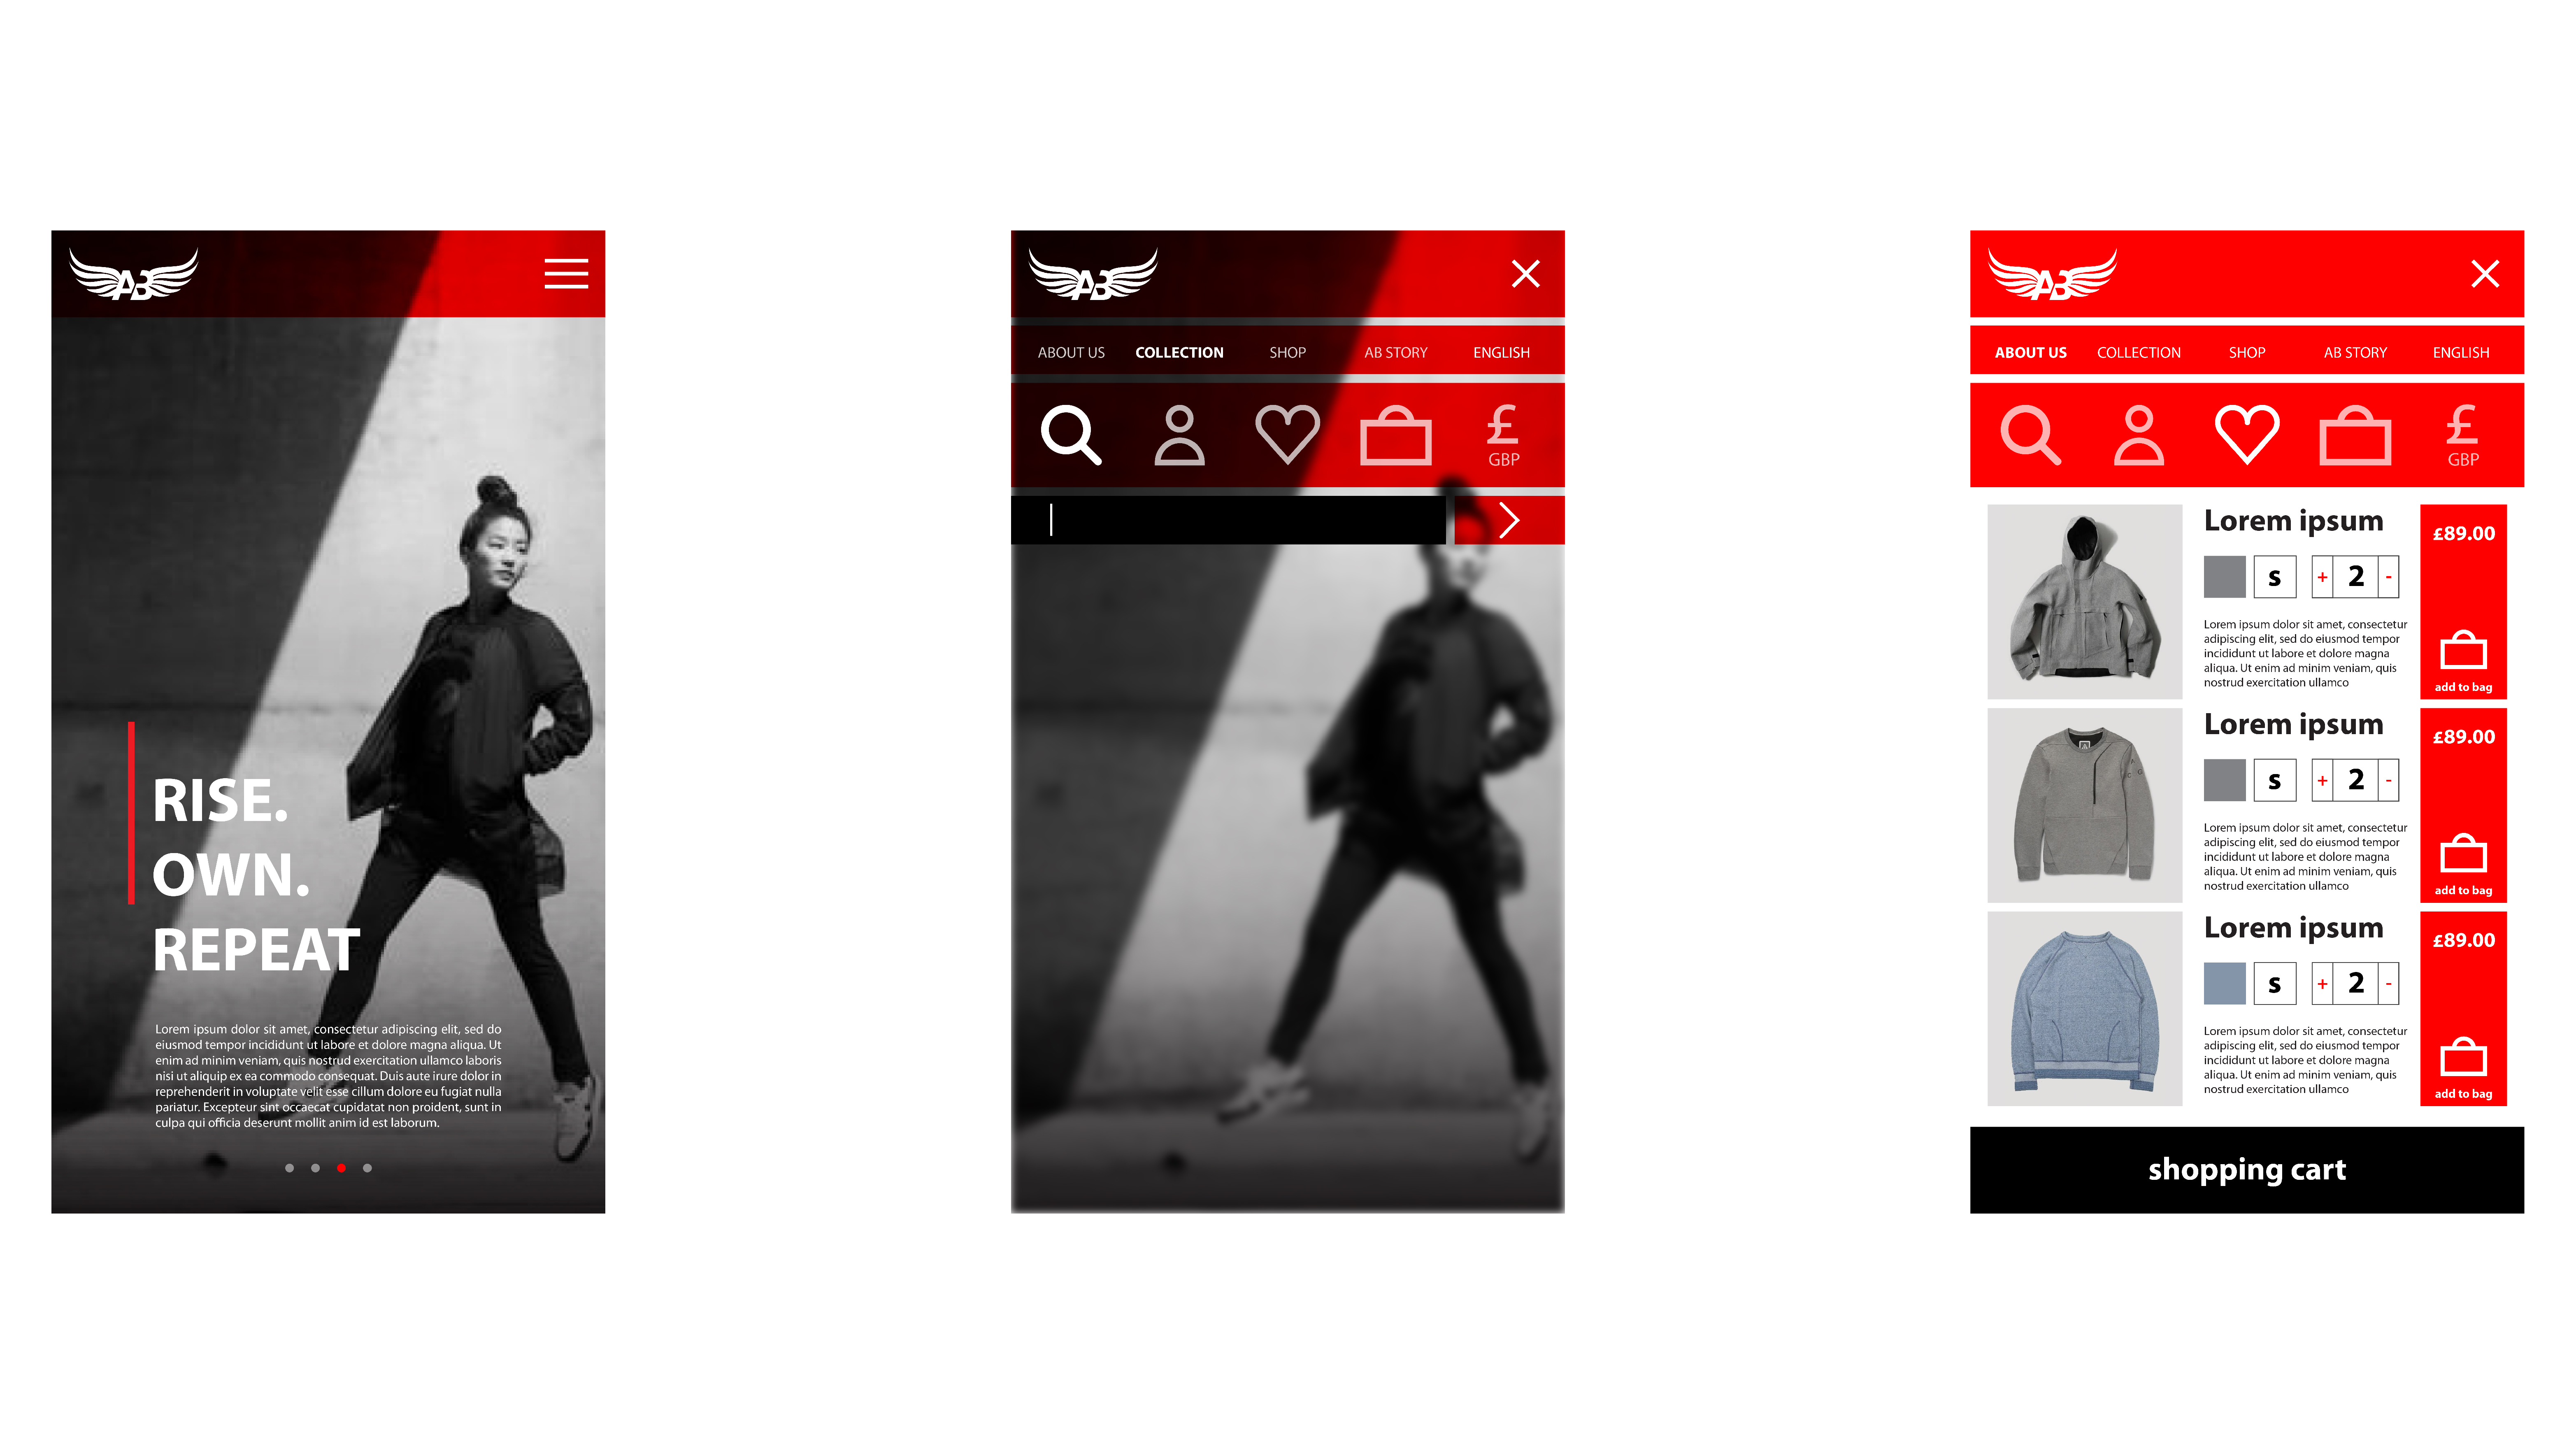 AB
RISE.
OWN.
REPEAT
Lorem ipsum dolor sit amet, consectetur adipiscing elit, sed do
eiusmod tempor incididunt ut labore et dolore magna aliqua. Ut
enim ad minim veniam, quis nostrud exercitation ullamco laboris
nisi ut aliquip ex ea commodo consequat. Duis aute irure dolor in
reprehenderit in voluptate velit esse cillum dolore eu fugiat nulla
pariatur. Excepteur sint occaecat cupidatat non proident, sunt in
culpa qui officia deserunt mollit anim id est laborum.
AB
ABOUT US COLLECTION SHOP AB STORY ENGLISH
£
GBP
AB
ABOUT US COLLECTION SHOP AB STORY ENGLISH
£
GBP
Lorem ipsum
£89.00
s + 2 -
Lorem ipsum dolor sit amet, consectetur
adipiscing elit, sed do eiusmod tempor
incididunt ut labore et dolore magna
aliqua. Ut enim ad minim veniam, quis
nostrud exercitation ullamco
add to bag
Lorem ipsum
£89.00
s + 2 -
Lorem ipsum dolor sit amet, consectetur
adipiscing elit, sed do eiusmod tempor
incididunt ut labore et dolore magna
aliqua. Ut enim ad minim veniam, quis
nostrud exercitation ullamco
add to bag
Lorem ipsum
£89.00
s + 2 -
Lorem ipsum dolor sit amet, consectetur
adipiscing elit, sed do eiusmod tempor
incididunt ut labore et dolore magna
aliqua. Ut enim ad minim veniam, quis
nostrud exercitation ullamco
add to bag
shopping cart